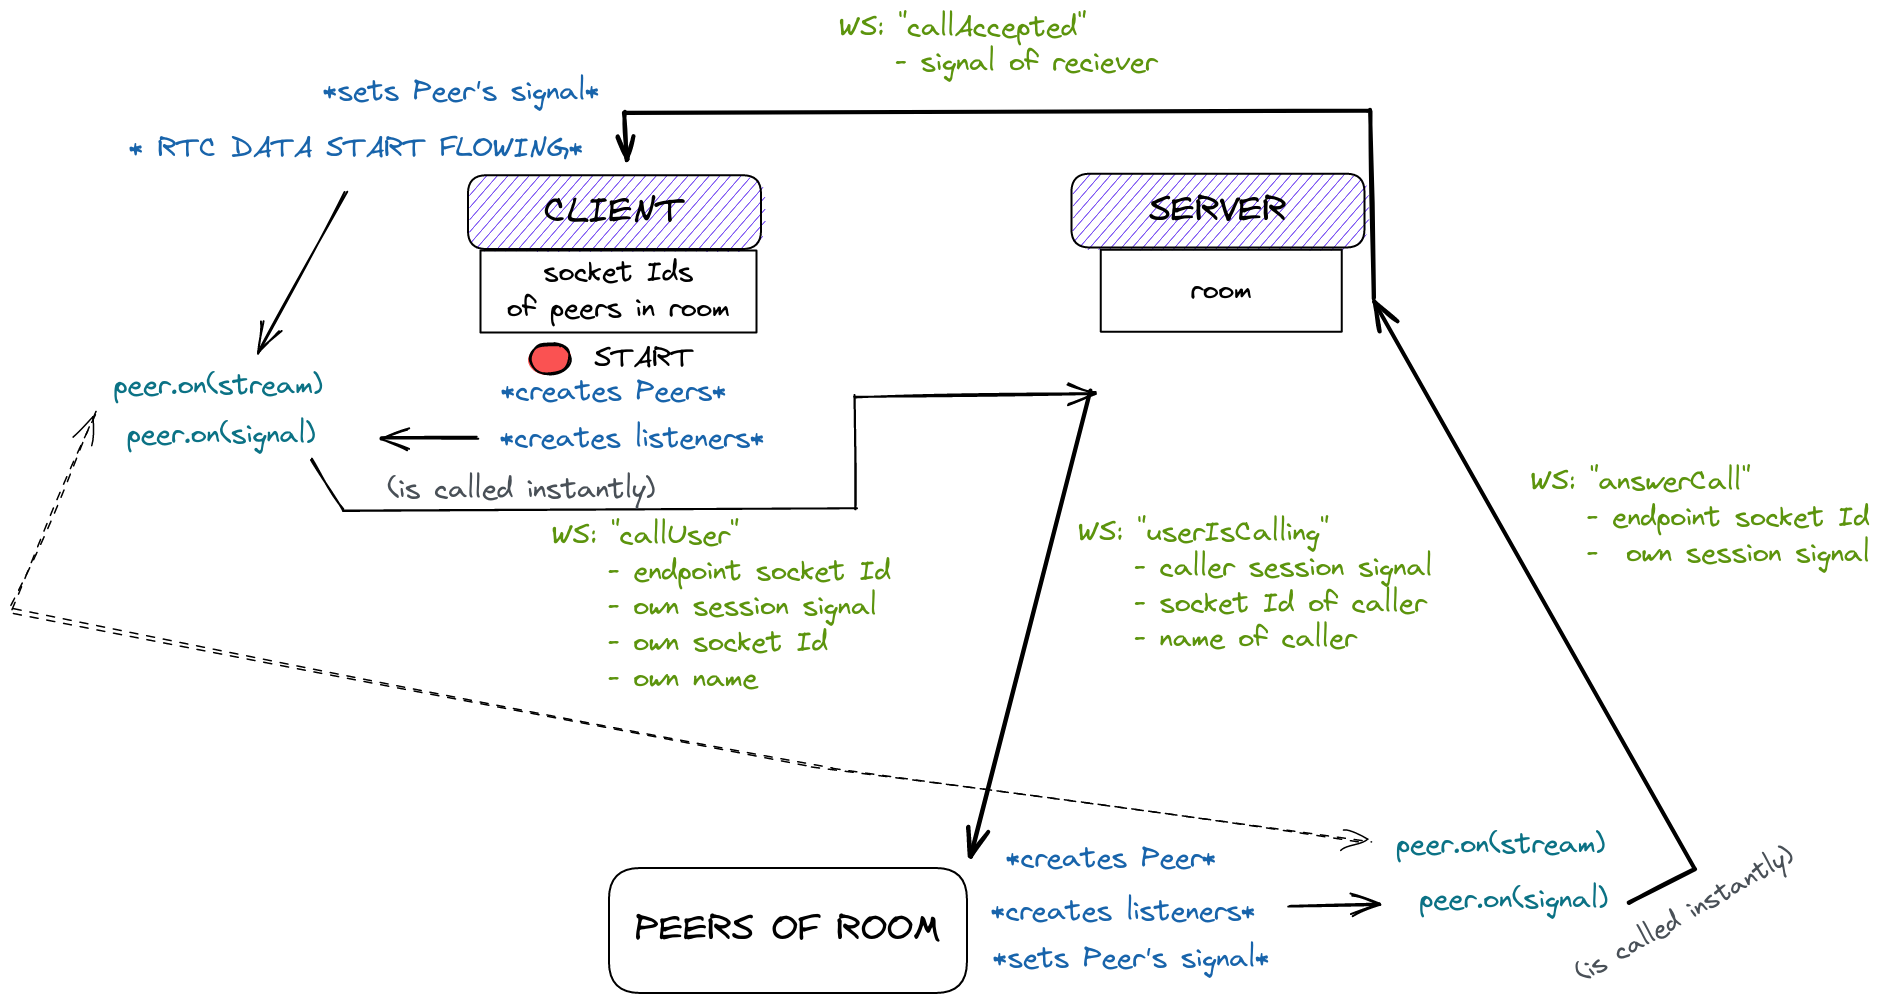 WS: "callAccepted"
- signal of reciever
*sets Peer's signal*
* RTC DATA START FLOWING,*
CLIENT
socket Ids
of peers in room
SERVER
room
START
*creates Peers*
*creates listeners*
peer.on(stream)
peer.on(signal)
(is called instantly)
WS: "callUser"
- endpoint socket Id
- own session signal
- own socket Id
- own name
WS: "userIsCalling"
- caller session signal
- socket Id of caller
- name of caller
WS: "answerCall"
- endpoint socket Id
- own session signal
PEERS OF ROOM
*creates Peer*
*creates listeners*
*sets Peer's signal*
peer.on(stream)
peer.on(signal)
(is called instantly)